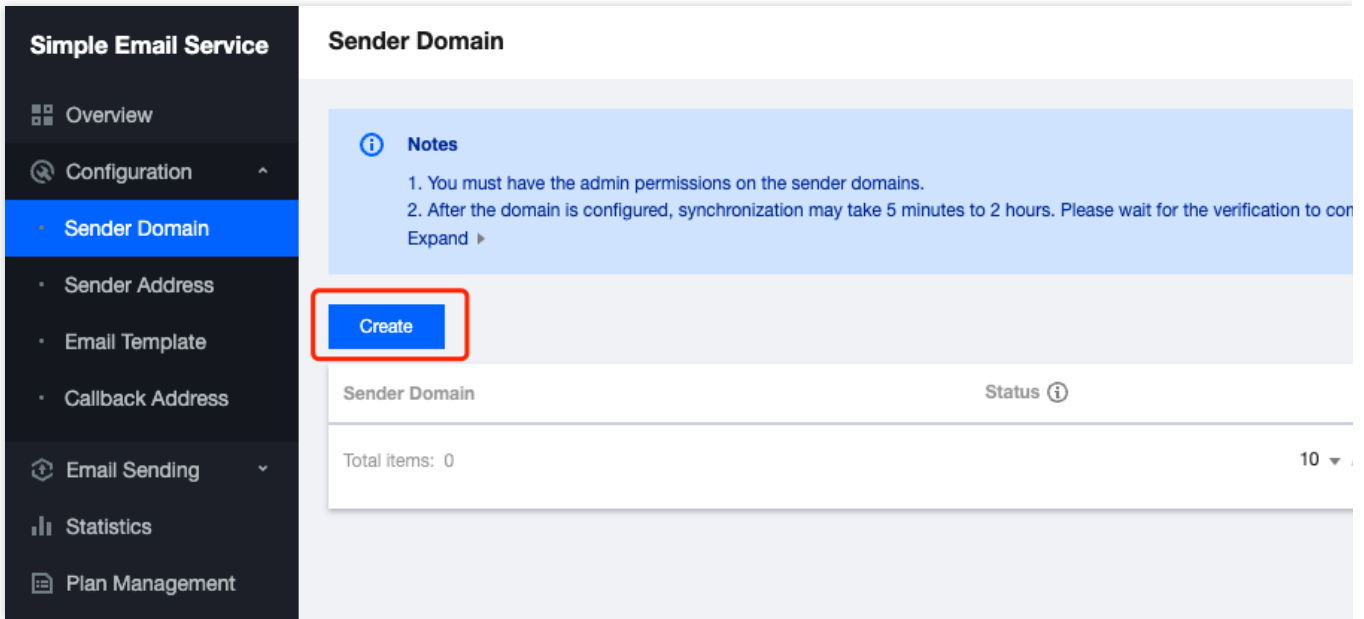 Simple Email Service
Overview
Configuration
Sender Domain
Sender Address
Email Template
Callback Address
Email Sending
Statistics
Plan Management
Sender Domain
Notes
1. You must have the admin permissions on the sender domains.
2. After the domain is configured, synchronization may take 5 minutes to 2 hours. Please wait for the verification to
Expand
Create
Sender Domain Status
Total items: 0 10